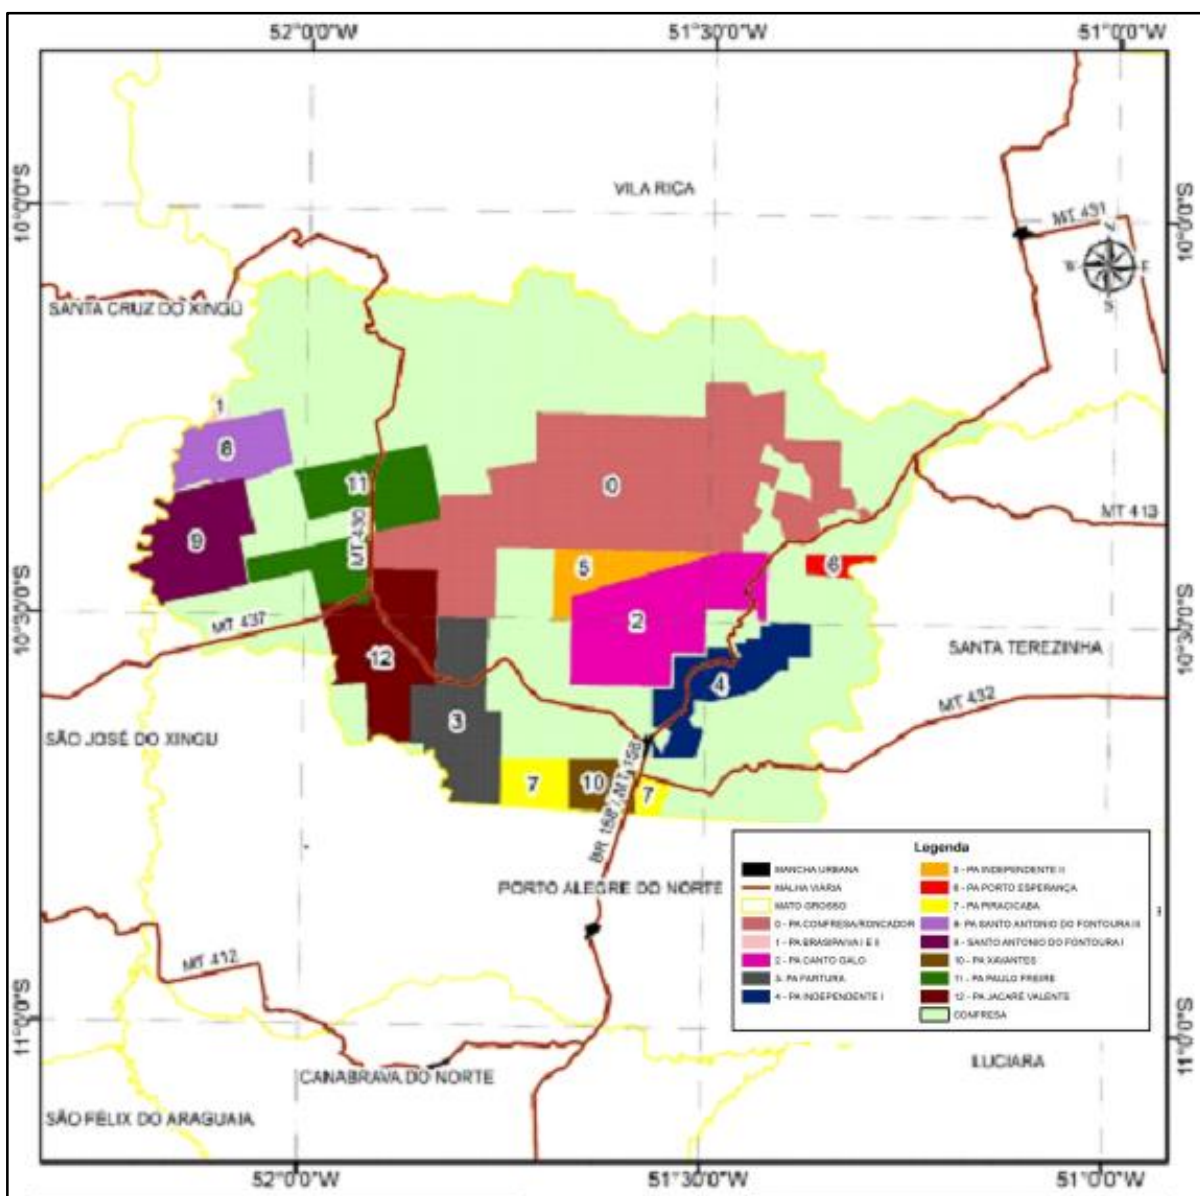 52°0'0"W
51°30'0"W
51°0'0"W
10°0'0"S
10°0'0"S
VILA RICA
MT 431
W
E
S
SANTA CRUZ DO XINGÚ
1
8
11
0
9
MT 430
MT 413
5
6
10°30'0"S
10°30'0"S
2
MT 437
SANTA TEREZINHA
12
4
MT 432
3
SÃO JOSÉ DO XINGU
7
10
7
BR 158 / MT 158
PORTO ALEGRE DO NORTE
Legenda
MANCHA URBANA
MALHA VIÁRIA
MATO GROSSO
0 - PA CONFRESA/RONCADOR
1 - PA BRASIPAIVA I E II
2 - PA CANTO GALO
3- PA FARTURA
4 - PA INDEPENDENTE I
5 - PA INDEPENDENTE II
6 - PA PORTO ESPERANÇA
7 - PA PIRACICABA
8- PA SANTO ANTONIO DO FONTOURA III
9 - SANTO ANTONIO DO FONTOURA I
10 - PA XAVANTES
11 - PA PAULO FREIRE
12 - PA JACARÉ VALENTE
CONFRESA
MT 412
11°0'0"S
11°0'0"S
CANABRAVA DO NORTE
ILUCIARA
SÃO FÉLIX DO ARAGUAIA
52°0'0"W
51°30'0"W
51°0'0"W